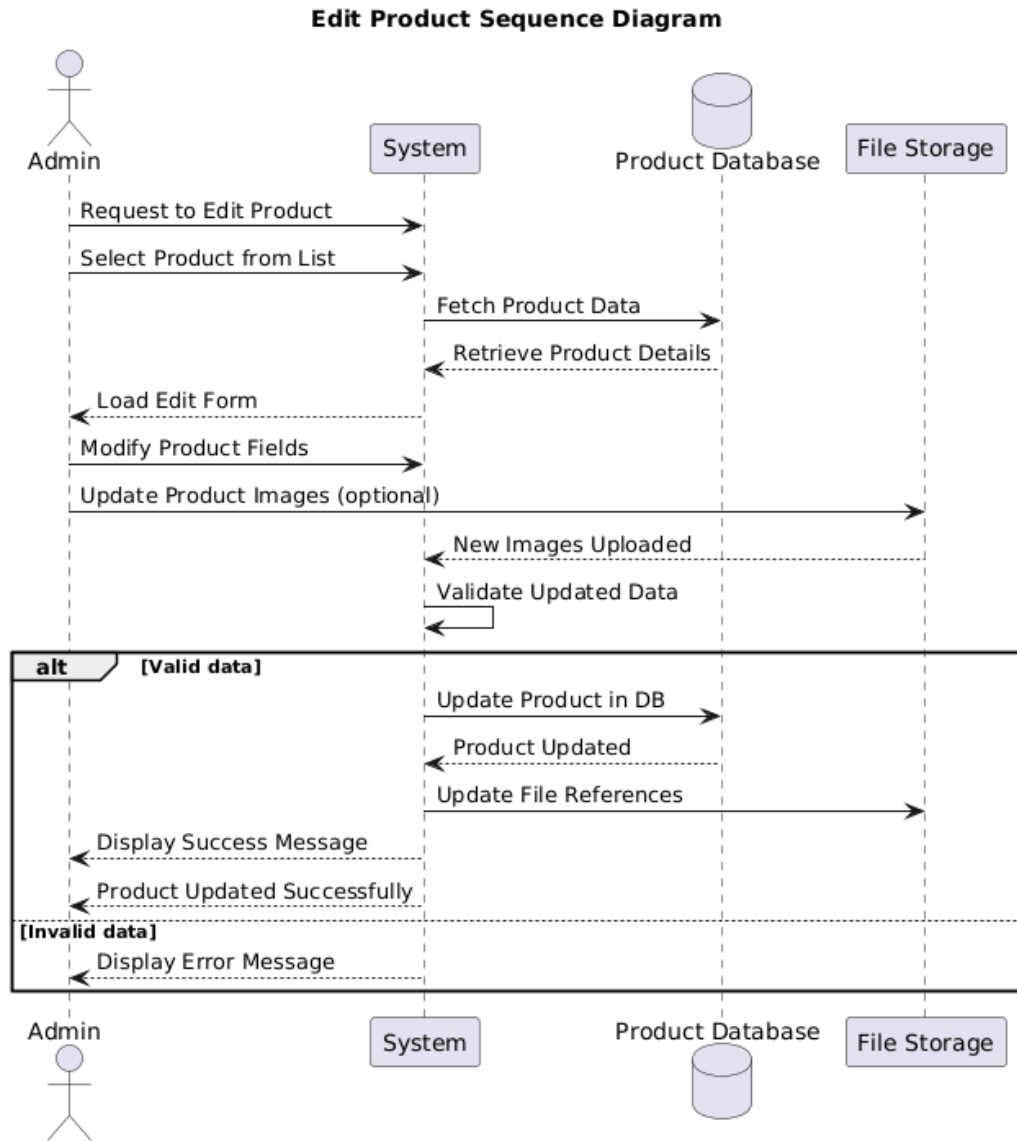 Edit Product Sequence Diagram
Admin
System
Product Database
File Storage
Request to Edit Product
Select Product from List
Fetch Product Data
Retrieve Product Details
Load Edit Form
Modify Product Fields
Update Product Images (optional)
New Images Uploaded
Validate Updated Data
alt [Valid data]
Update Product in DB
Product Updated
Update File References
Display Success Message
Product Updated Successfully
[Invalid data]
Display Error Message
Admin
System
Product Database
File Storage